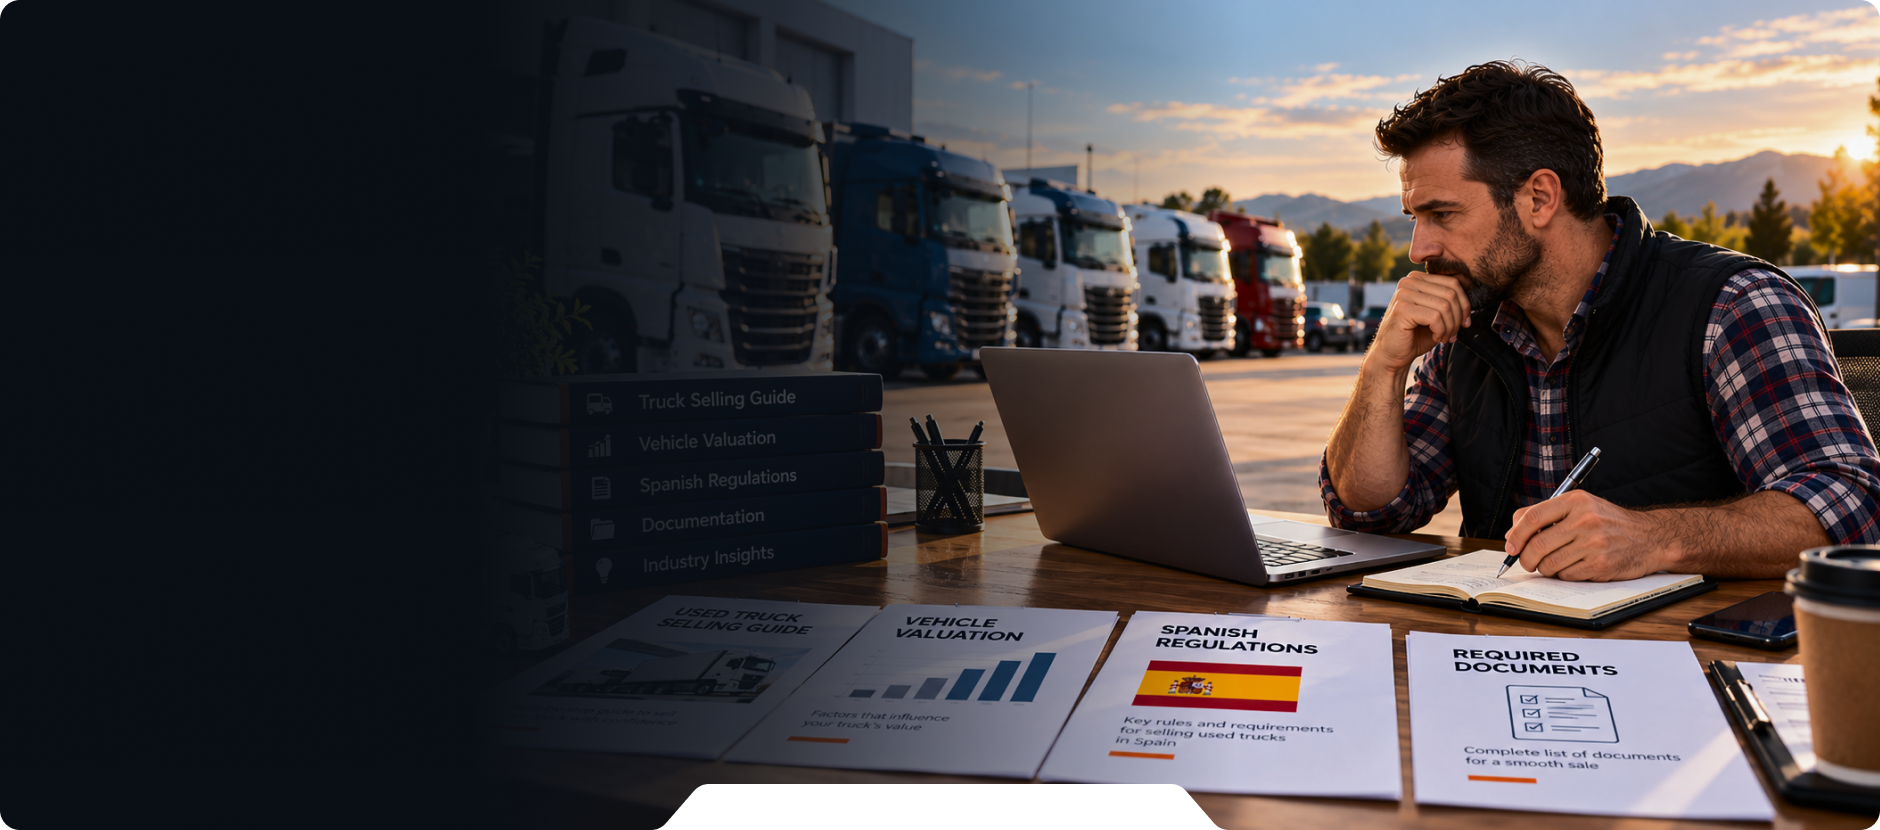 Truck Selling Guide
Vehicle Valuation
Spanish Regulations
Documentation
Industry Insights
USED TRUCK
SELLING GUIDE
VEHICLE
VALUATION
Factors that influence
your truck's value
SPANISH
REGULATIONS
Key rules and requirements
for selling used trucks
in Spain
REQUIRED
DOCUMENTS
Complete list of documents
for a smooth sale